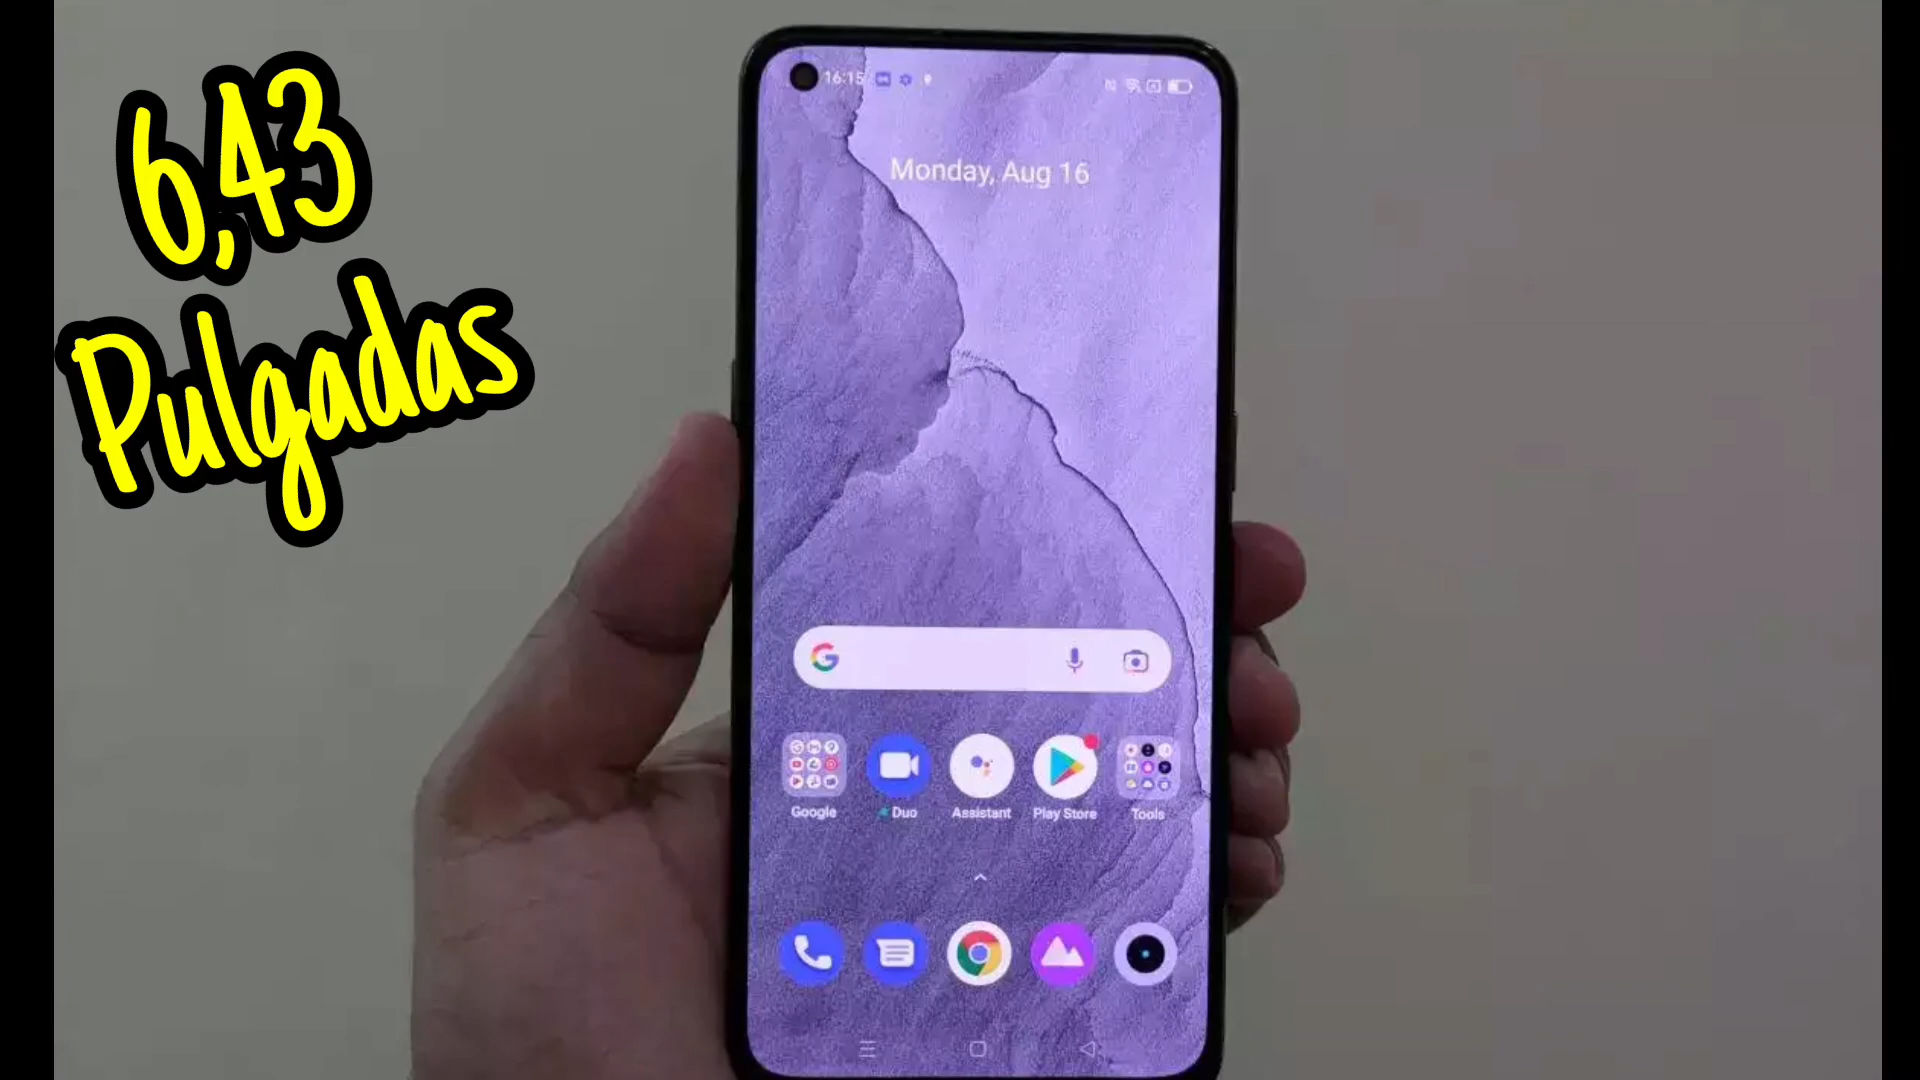 6,43
Pulgadas
16:15
Monday, Aug 16
Google
Duo
Assistant
Play Store
Tools